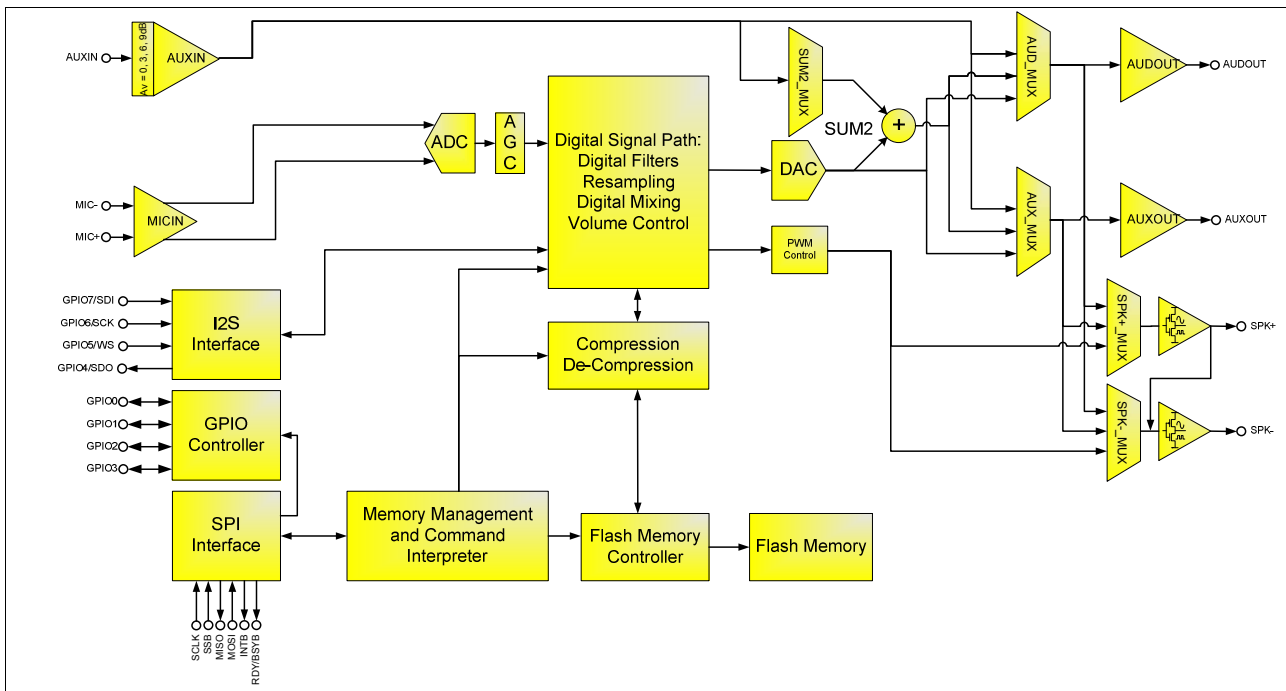 AUXIN
Av = 0, 3, 6, 9dB
AUXIN
SUM2_MUX
AUD_MUX
AUDOUT
AUDOUT
MIC-
MIC+
MICIN
ADC
A
G
C
Digital Signal Path:
Digital Filters
Resampling
Digital Mixing
Volume Control
SUM2
+
DAC
PWM
Control
AUX_MUX
AUXOUT
AUXOUT
GPIO7/SDI
GPIO6/SCK
GPIO5/WS
GPIO4/SDO
I2S
Interface
Compression
De-Compression
SPK+_MUX
SPK+
GPIO0
GPIO1
GPIO2
GPIO3
GPIO
Controller
SPK-_MUX
SPK-
SPI
Interface
Memory Management
and Command
Interpreter
Flash Memory
Controller
Flash Memory
SCLK
SSB
MISO
MOSI
INTB
RDY/BSYB